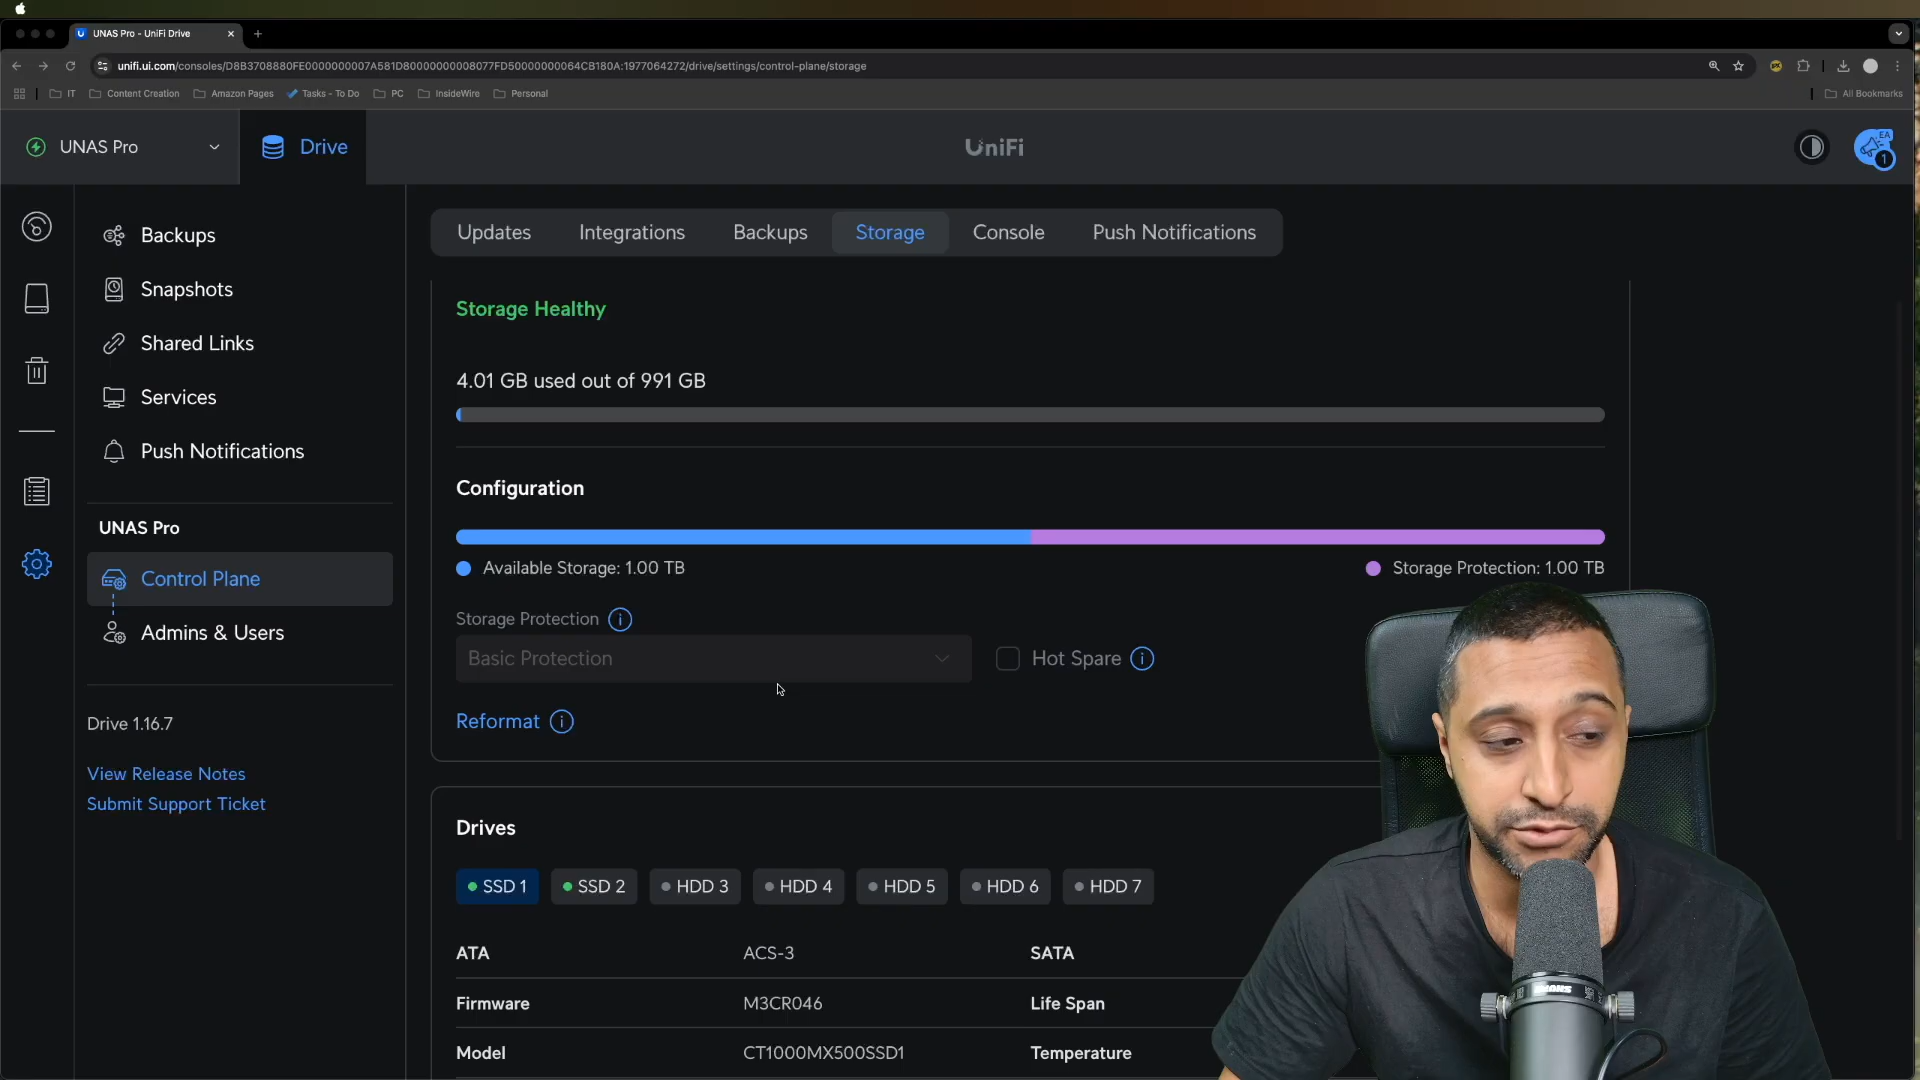 UNAS Pro - UniFi Drive
unifi.ui.com/consoles/D8B3708880FE0000000007A581D80000000008077FD50000000064CB180A:1977064272/drive/settings/control-plane/storage
IT
Content Creation
Amazon Pages
Tasks - To Do
PC
InsideWire
Personal
All Bookmarks
UNAS Pro
Drive
UniFi
EA
1
Backups
Snapshots
Shared Links
Services
Push Notifications
UNAS Pro
Control Plane
Admins & Users
Drive 1.16.7
View Release Notes
Submit Support Ticket
Updates
Integrations
Backups
Storage
Console
Push Notifications
Storage Healthy
4.01 GB used out of 991 GB
Configuration
Available Storage: 1.00 TB
Storage Protection: 1.00 TB
Storage Protection
Basic Protection
Hot Spare
Reformat
Drives
SSD 1
SSD 2
HDD 3
HDD 4
HDD 5
HDD 6
HDD 7
ATA ACS-3 SATA
Firmware M3CR046 Life Span
Model CT1000MX500SSD1 Temperature
SHURE